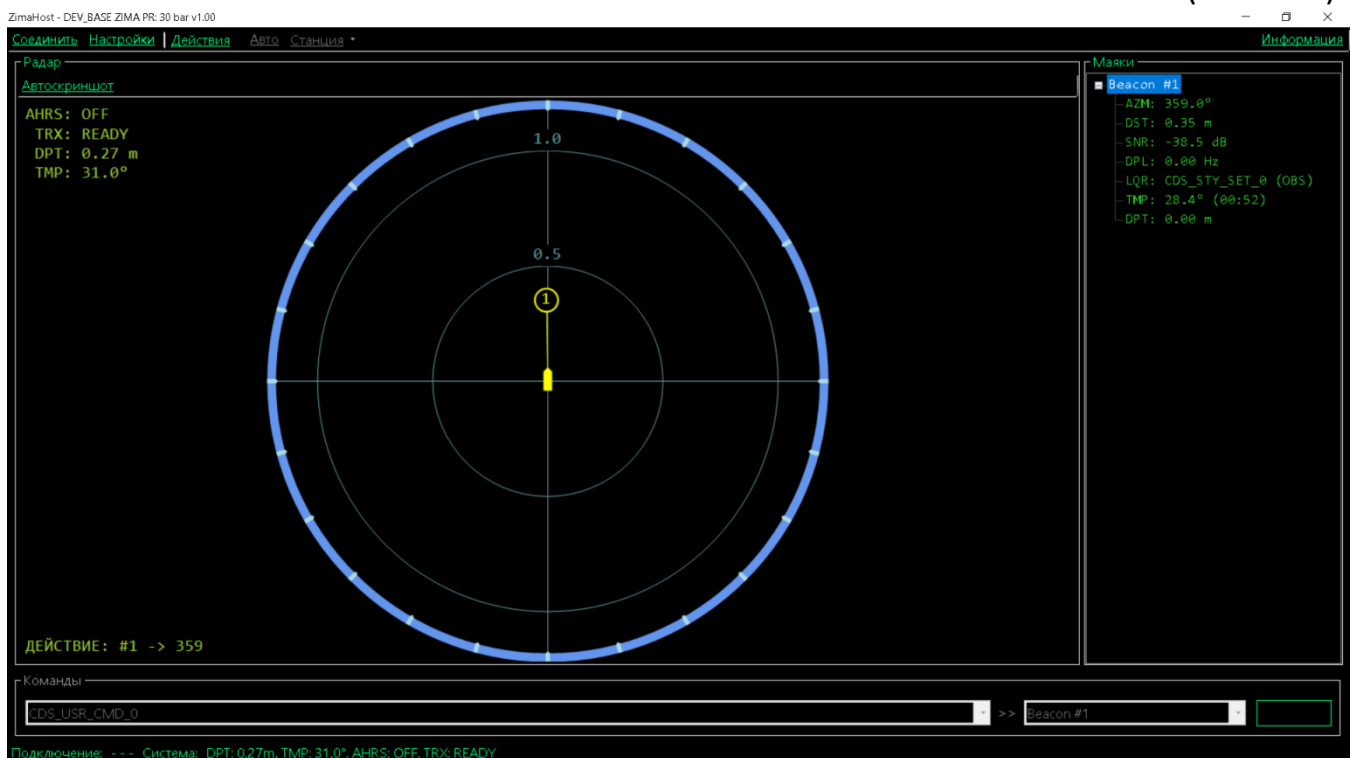 ZimaHost - DEV_BASE ZIMA PR: 30 bar v1.00
Соединить Настройки Действия Авто Станция Информация
Радар
Автоскриншот
AHRS: OFF
TRX: READY
DPT: 0.27 m
TMP: 31.0°
1.0
0.5
1
ДЕЙСТВИЕ: #1 -> 359
Маяки
Beacon #1
AZM: 359.0°
DST: 0.35 m
SNR: -38.5 dB
DPL: 0.00 Hz
LQR: CDS_STY_SET_0 (OBS)
TMP: 28.4° (00:52)
DPT: 0.00 m
Команды
CDS_USR_CMD_0 >> Beacon #1
Подключение: - - - Система: DPT: 0.27m, TMP: 31.0°, AHRS: OFF, TRX: READY